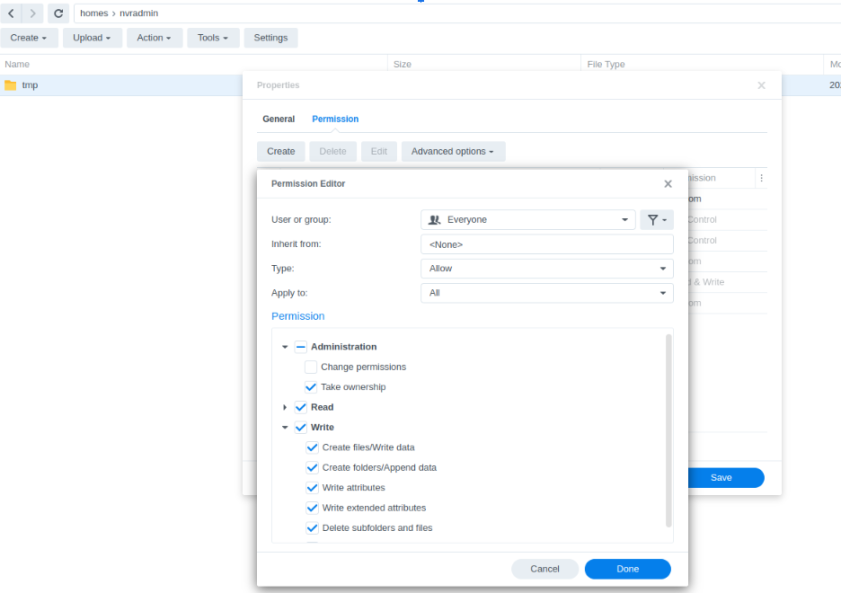 homes › nvradmin
Create Upload Action Tools Settings
Name Size File Type Mo
tmp 20
Properties
General Permission
Create Delete Edit Advanced options
Permission Editor
User or group: Everyone
Inherit from: <None>
Type: Allow
Apply to: All
Permission
Administration
Change permissions
Take ownership
Read
Write
Create files/Write data
Create folders/Append data
Write attributes
Write extended attributes
Delete subfolders and files
Cancel Done
mission
om
Control
Control
om
d & Write
om
Save